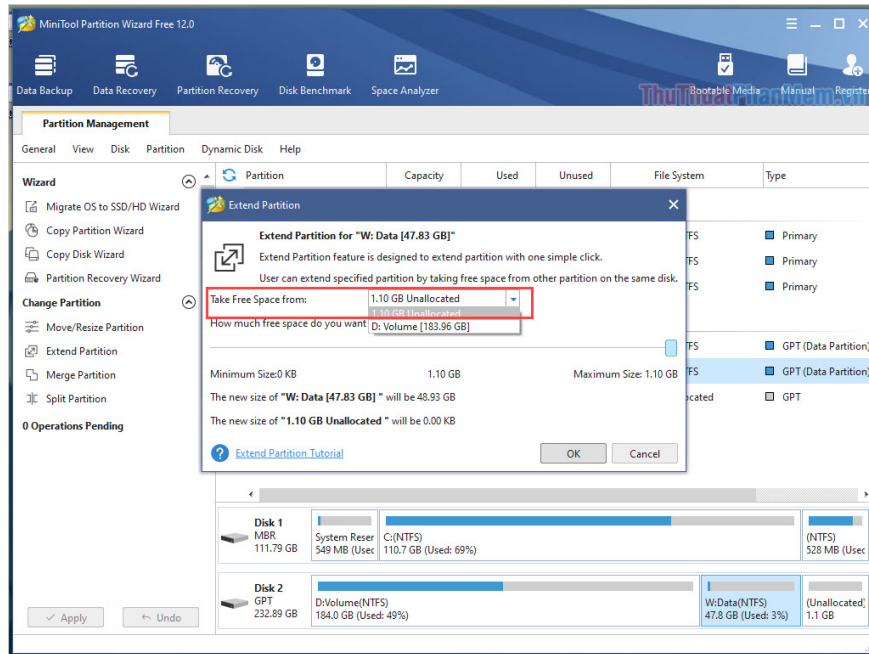 MiniTool Partition Wizard Free 12.0
Data Backup Data Recovery Partition Recovery Disk Benchmark Space Analyzer Bootable Media Manual Register
ThuThuatPhanMem.vn
Partition Management
General View Disk Partition Dynamic Disk Help
Wizard
Migrate OS to SSD/HD Wizard
Copy Partition Wizard
Copy Disk Wizard
Partition Recovery Wizard
Change Partition
Move/Resize Partition
Extend Partition
Merge Partition
Split Partition
0 Operations Pending
Apply Undo
Partition Capacity Used Unused File System Type
TFS Primary
TFS Primary
TFS Primary
TFS GPT (Data Partition)
TFS GPT (Data Partition)
ocated GPT
Extend Partition
Extend Partition for "W: Data [47.83 GB]"
Extend Partition feature is designed to extend partition with one simple click.
User can extend specified partition by taking free space from other partition on the same disk.
Take Free Space from: 1.10 GB Unallocated
1.10 GB Unallocated
How much free space do you want D: Volume [183.96 GB]
Minimum Size:0 KB 1.10 GB Maximum Size: 1.10 GB
The new size of "W: Data [47.83 GB] " will be 48.93 GB
The new size of "1.10 GB Unallocated " will be 0.00 KB
Extend Partition Tutorial OK Cancel
Disk 1
MBR
111.79 GB
System Reser
549 MB (Usec
C:(NTFS)
110.7 GB (Used: 69%)
(NTFS)
528 MB (Usec
Disk 2
GPT
232.89 GB
D:Volume(NTFS)
184.0 GB (Used: 49%)
W:Data(NTFS)
47.8 GB (Used: 3%)
(Unallocated)
1.1 GB